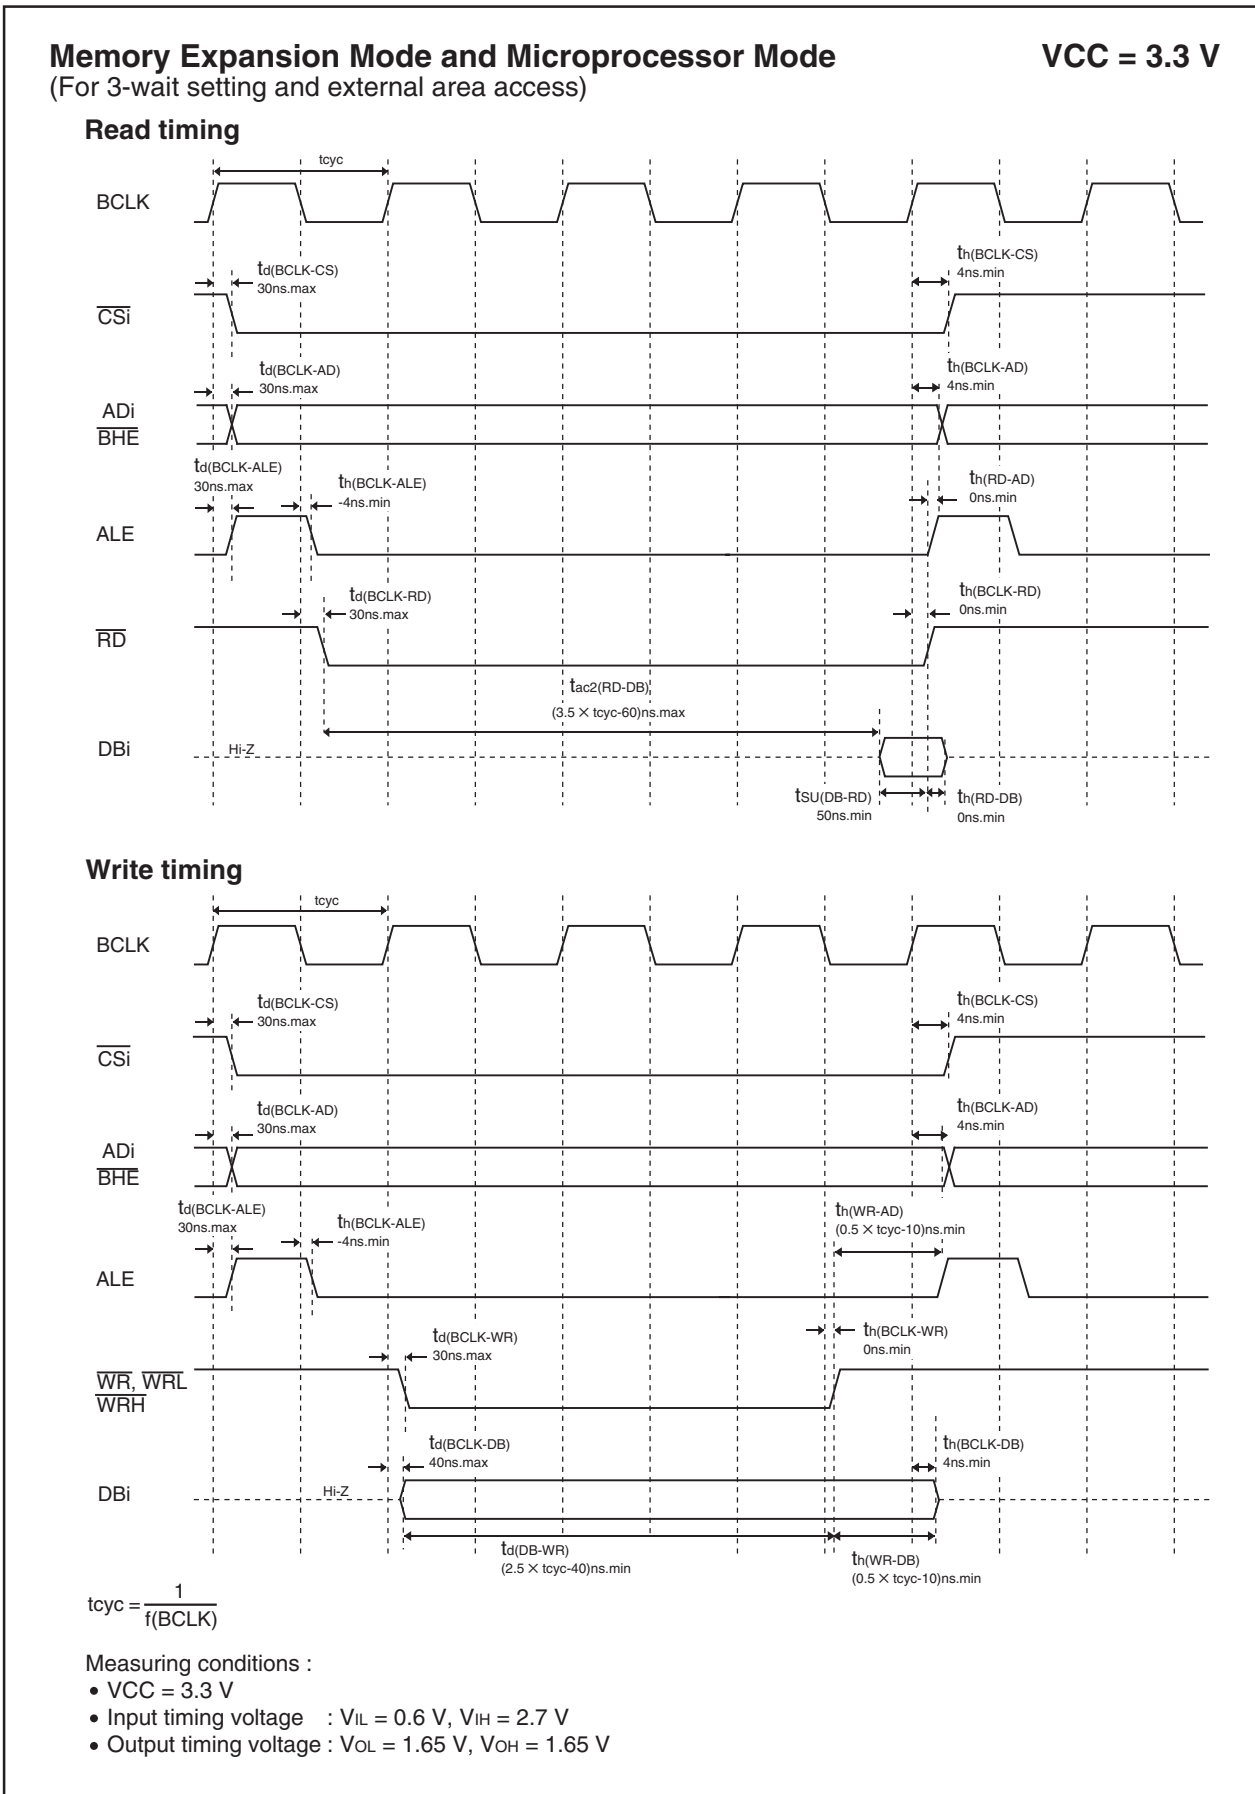 Memory Expansion Mode and Microprocessor Mode VCC = 3.3 V
(For 3-wait setting and external area access)
Read timing
tcyc
BCLK
td(BCLK-CS)
30ns.max
th(BCLK-CS)
4ns.min
CSi
td(BCLK-AD)
30ns.max
th(BCLK-AD)
4ns.min
ADi
BHE
td(BCLK-ALE)
30ns.max
th(BCLK-ALE)
-4ns.min
th(RD-AD)
0ns.min
ALE
td(BCLK-RD)
30ns.max
th(BCLK-RD)
0ns.min
RD
tac2(RD-DB)
(3.5 × tcyc-60)ns.max
DBi
Hi-Z
tSU(DB-RD)
50ns.min
th(RD-DB)
0ns.min
Write timing
tcyc
BCLK
td(BCLK-CS)
30ns.max
th(BCLK-CS)
4ns.min
CSi
td(BCLK-AD)
30ns.max
th(BCLK-AD)
4ns.min
ADi
BHE
td(BCLK-ALE)
30ns.max
th(BCLK-ALE)
-4ns.min
th(WR-AD)
(0.5 × tcyc-10)ns.min
ALE
td(BCLK-WR)
30ns.max
th(BCLK-WR)
0ns.min
WR, WRL
WRH
td(BCLK-DB)
40ns.max
th(BCLK-DB)
4ns.min
DBi
Hi-Z
td(DB-WR)
(2.5 × tcyc-40)ns.min
th(WR-DB)
(0.5 × tcyc-10)ns.min
tcyc = 1
f(BCLK)
Measuring conditions :
• VCC = 3.3 V
• Input timing voltage : VIL = 0.6 V, VIH = 2.7 V
• Output timing voltage : VOL = 1.65 V, VOH = 1.65 V